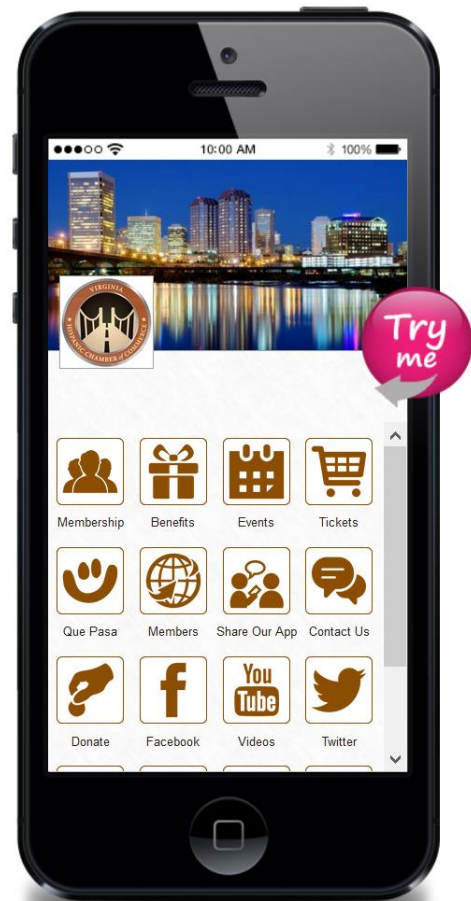 10:00 AM
100%
VIRGINIA
HISPANIC CHAMBER of COMMERCE
Try
me
Membership Benefits Events Tickets
Que Pasa Members Share Our App Contact Us
You
Tube
Donate Facebook Videos Twitter